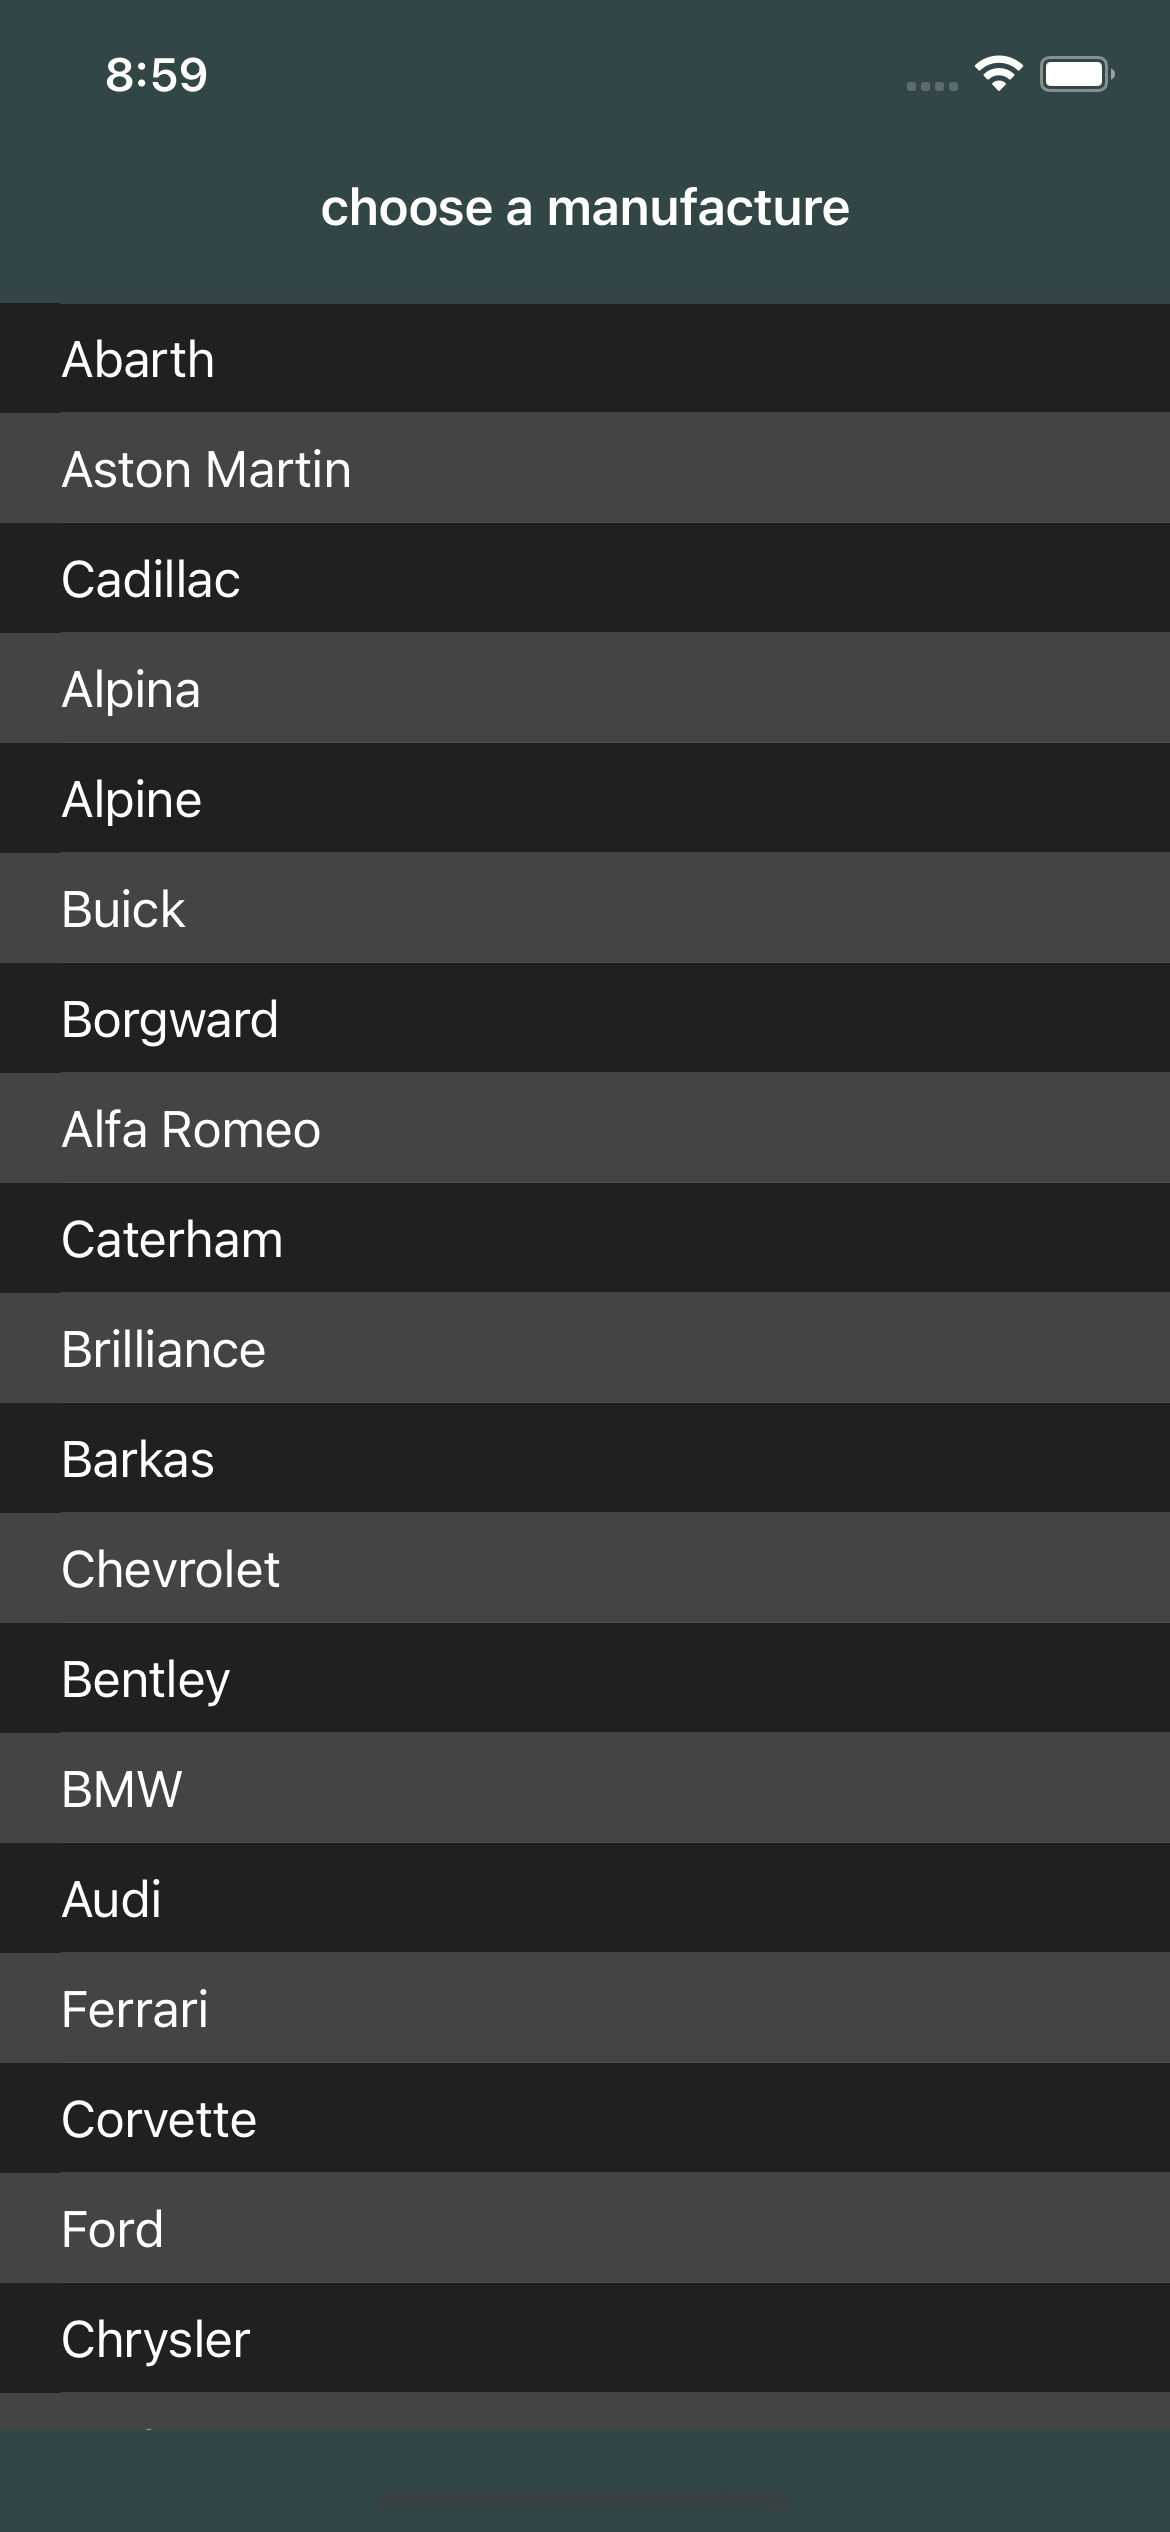 8:59
choose a manufacture
Abarth
Aston Martin
Cadillac
Alpina
Alpine
Buick
Borgward
Alfa Romeo
Caterham
Brilliance
Barkas
Chevrolet
Bentley
BMW
Audi
Ferrari
Corvette
Ford
Chrysler